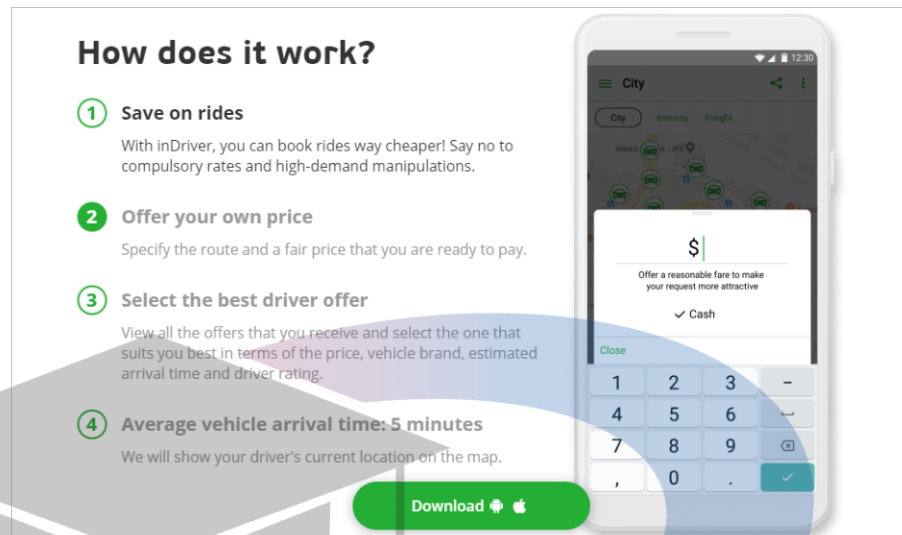 How does it work?
1
Save on rides
With inDriver, you can book rides way cheaper! Say no to
compulsory rates and high-demand manipulations.
2
Offer your own price
Specify the route and a fair price that you are ready to pay.
3
Select the best driver offer
View all the offers that you receive and select the one that
suits you best in terms of the price, vehicle brand, estimated
arrival time and driver rating.
4
Average vehicle arrival time: 5 minutes
We will show your driver's current location on the map.
Download
12:30
City
City Intercity Freight
Alaska
JFK
$
Offer a reasonable fare to make
your request more attractive
Cash
Close
1 2 3 –
4 5 6
7 8 9
, 0 .